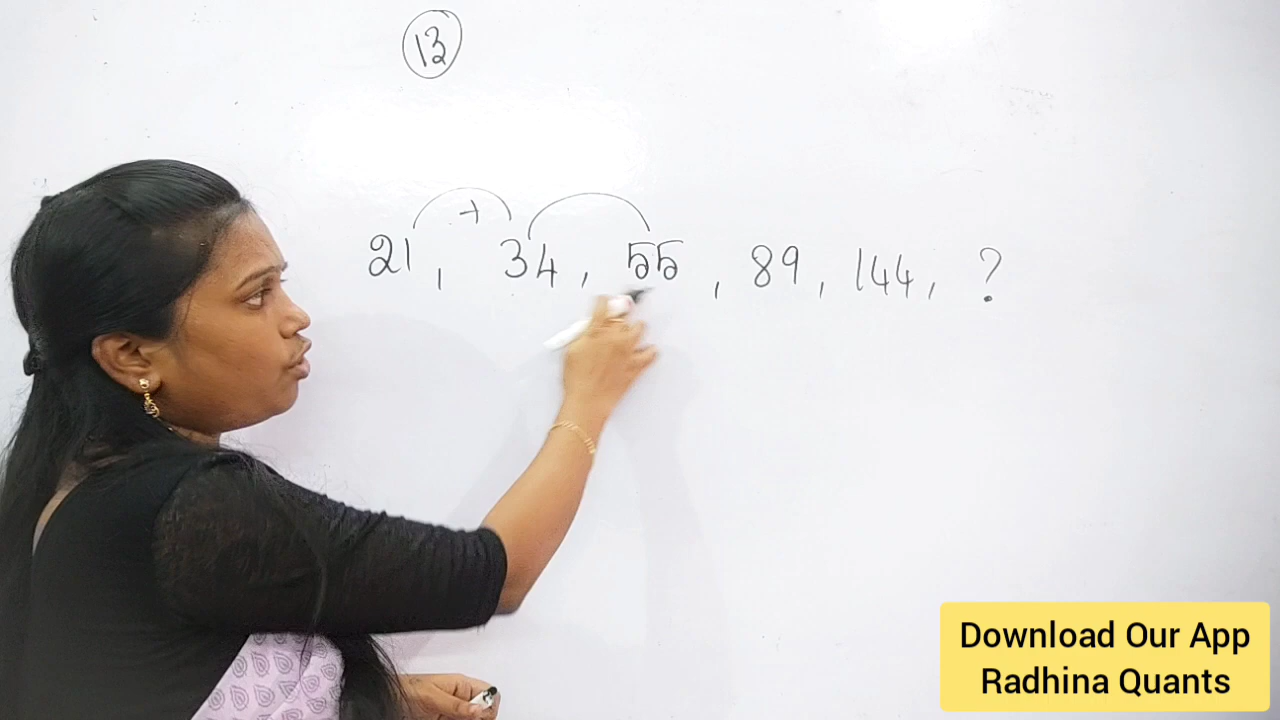 13
+
21, 34, 55, 89, 144, ?
Download Our App
Radhina Quants